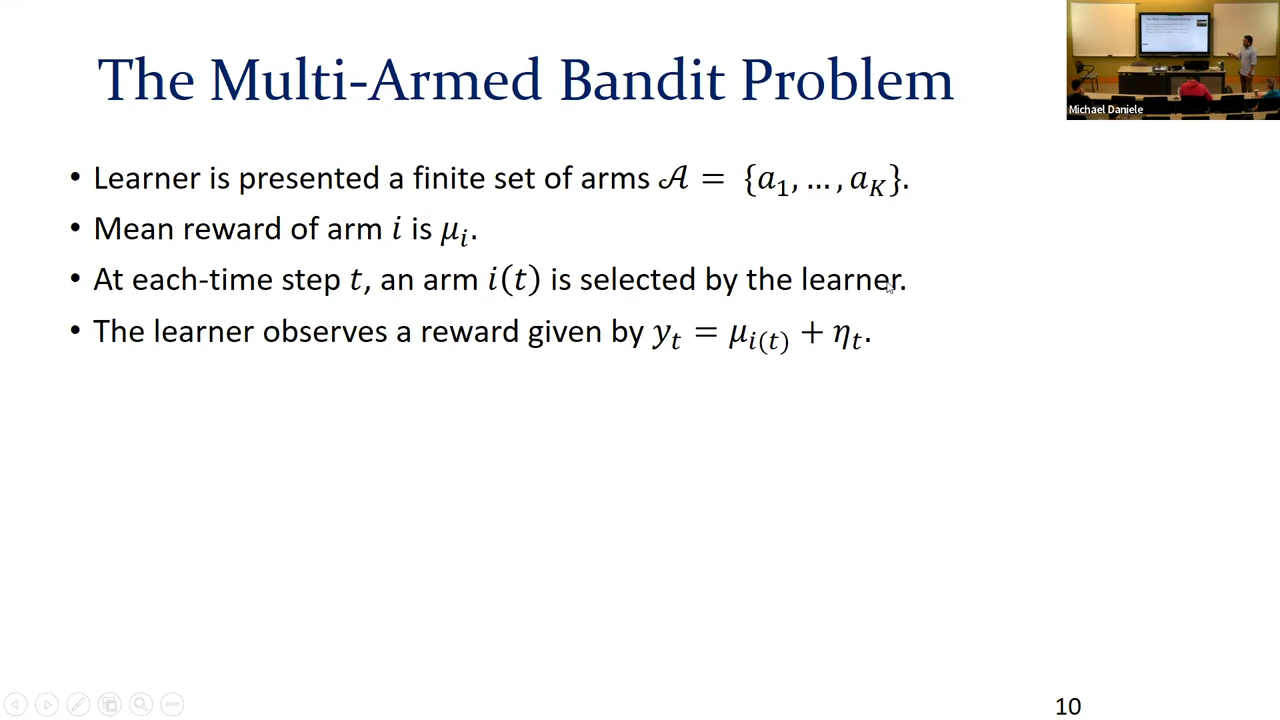 The Multi-Armed Bandit Problem
Michael Daniele
• Learner is presented a finite set of arms 𝒜 = {a₁, … , a_K}.
• Mean reward of arm i is μᵢ.
• At each-time step t, an arm i(t) is selected by the learner.
• The learner observes a reward given by y_t = μ_{i(t)} + η_t.
10